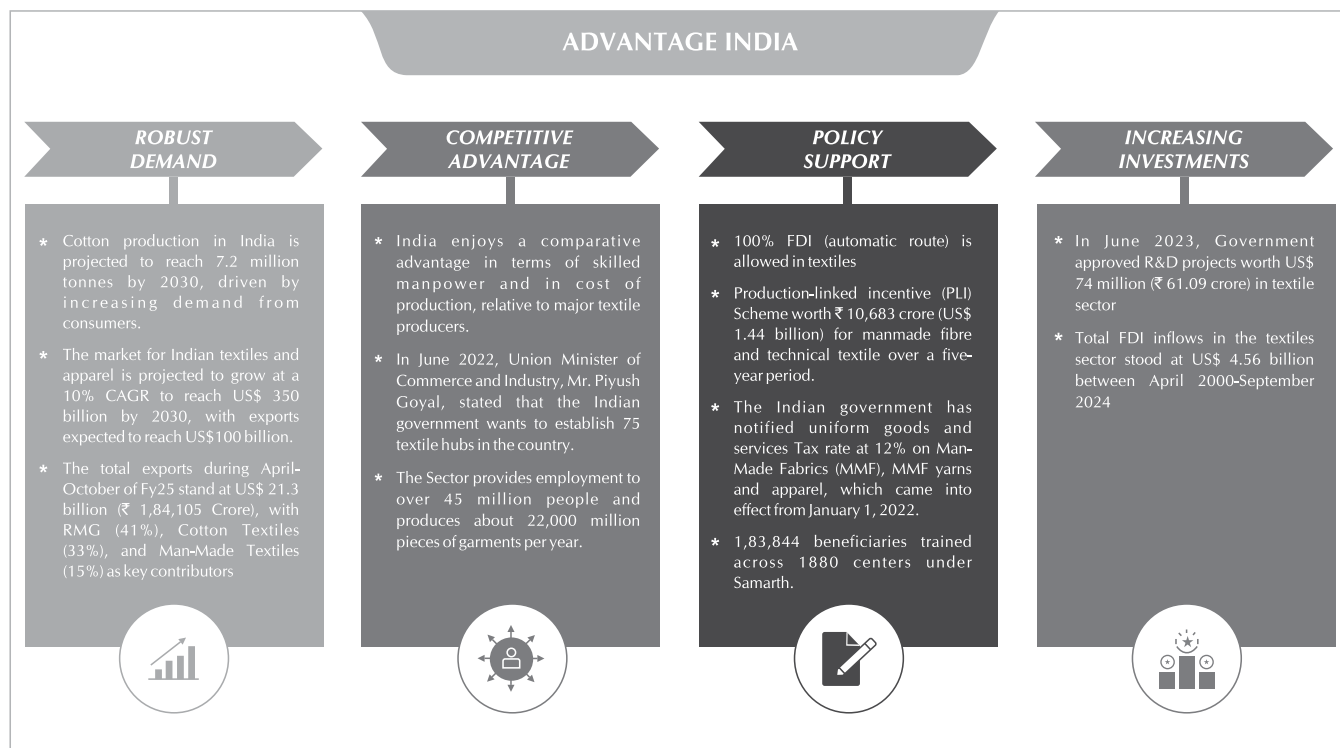 ADVANTAGE INDIA
ROBUST
DEMAND
* Cotton production in India is
projected to reach 7.2 million
tonnes by 2030, driven by
increasing demand from
consumers.
* The market for Indian textiles and
apparel is projected to grow at a
10% CAGR to reach US$ 350
billion by 2030, with exports
expected to reach US$100 billion.
* The total exports during April-
October of Fy25 stand at US$ 21.3
billion (₹ 1,84,105 Crore), with
RMG (41%), Cotton Textiles
(33%), and Man-Made Textiles
(15%) as key contributors
COMPETITIVE
ADVANTAGE
* India enjoys a comparative
advantage in terms of skilled
manpower and in cost of
production, relative to major textile
producers.
* In June 2022, Union Minister of
Commerce and Industry, Mr. Piyush
Goyal, stated that the Indian
government wants to establish 75
textile hubs in the country.
* The Sector provides employment to
over 45 million people and
produces about 22,000 million
pieces of garments per year.
POLICY
SUPPORT
* 100% FDI (automatic route) is
allowed in textiles
* Production-linked incentive (PLI)
Scheme worth ₹ 10,683 crore (US$
1.44 billion) for manmade fibre
and technical textile over a five-
year period.
* The Indian government has
notified uniform goods and
services Tax rate at 12% on Man-
Made Fabrics (MMF), MMF yarns
and apparel, which came into
effect from January 1, 2022.
* 1,83,844 beneficiaries trained
across 1880 centers under
Samarth.
INCREASING
INVESTMENTS
* In June 2023, Government
approved R&D projects worth US$
74 million (₹ 61.09 crore) in textile
sector
* Total FDI inflows in the textiles
sector stood at US$ 4.56 billion
between April 2000-September
2024